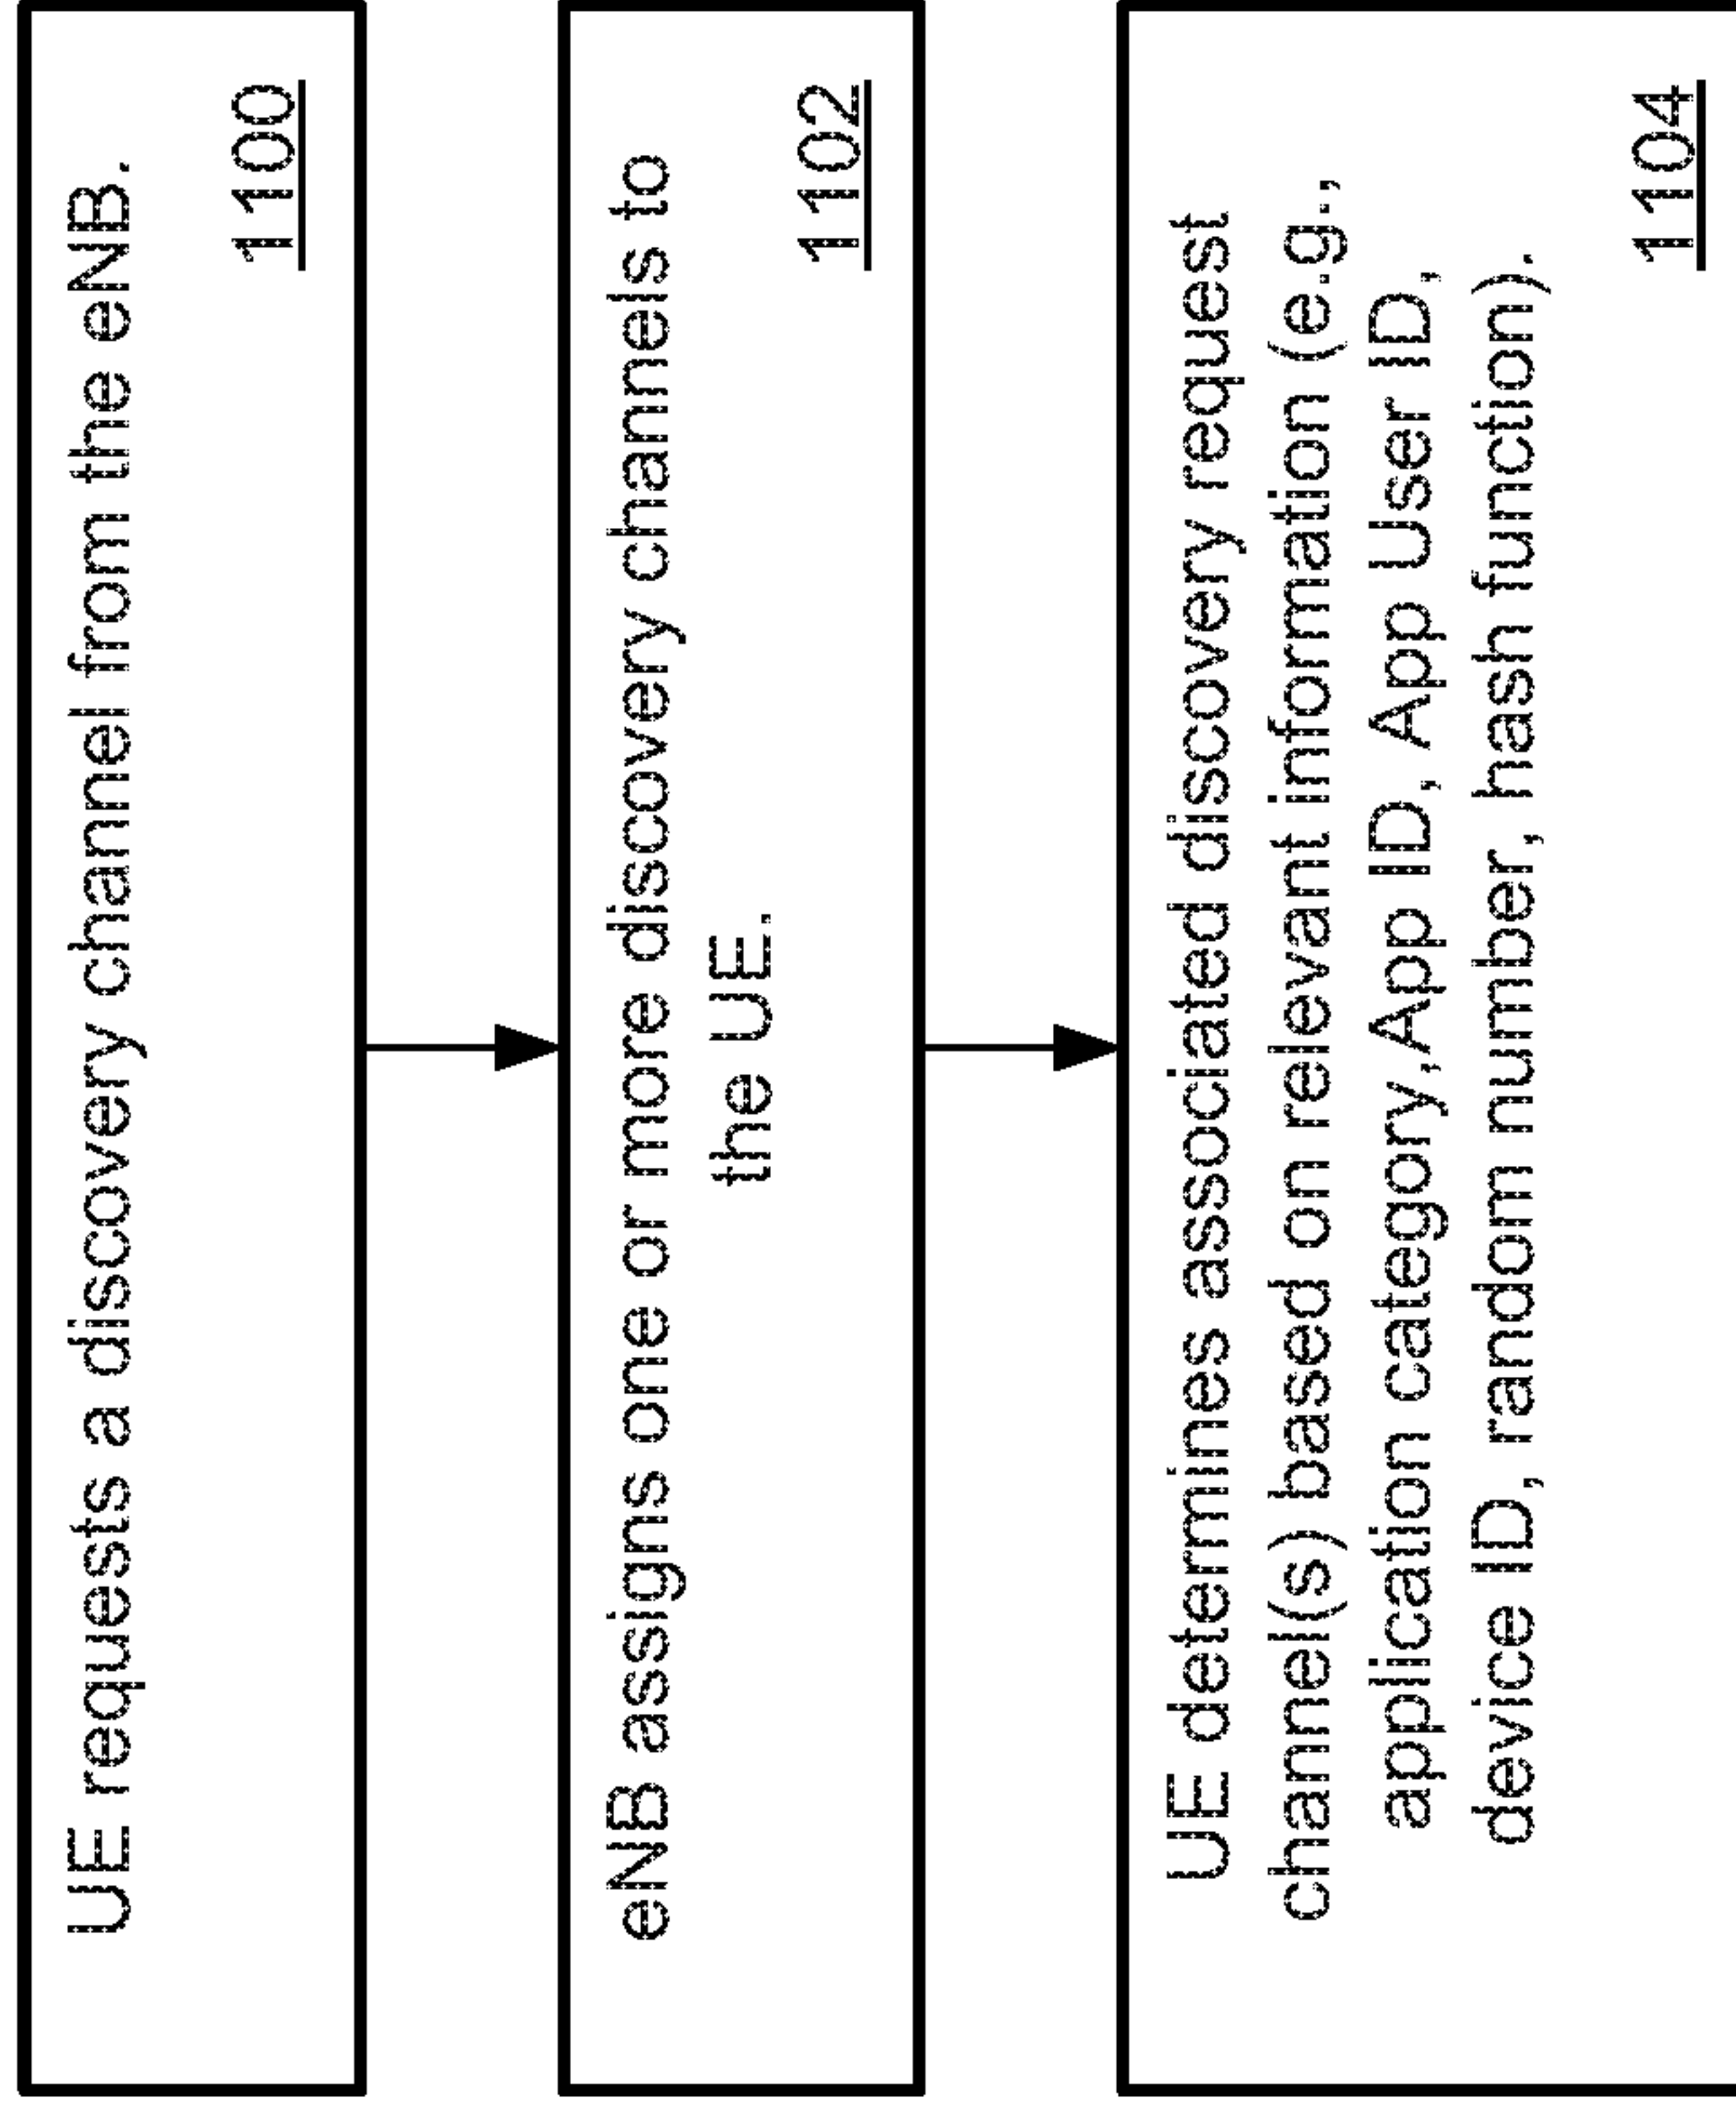 UE requests a discovery channel from the eNB.
1100
eNB assigns one or more discovery channels to
the UE.
1102
UE determines associated discovery request
channel(s) based on relevant information (e.g.,
application category,App ID, App User ID,
device ID, random number, hash function).
1104